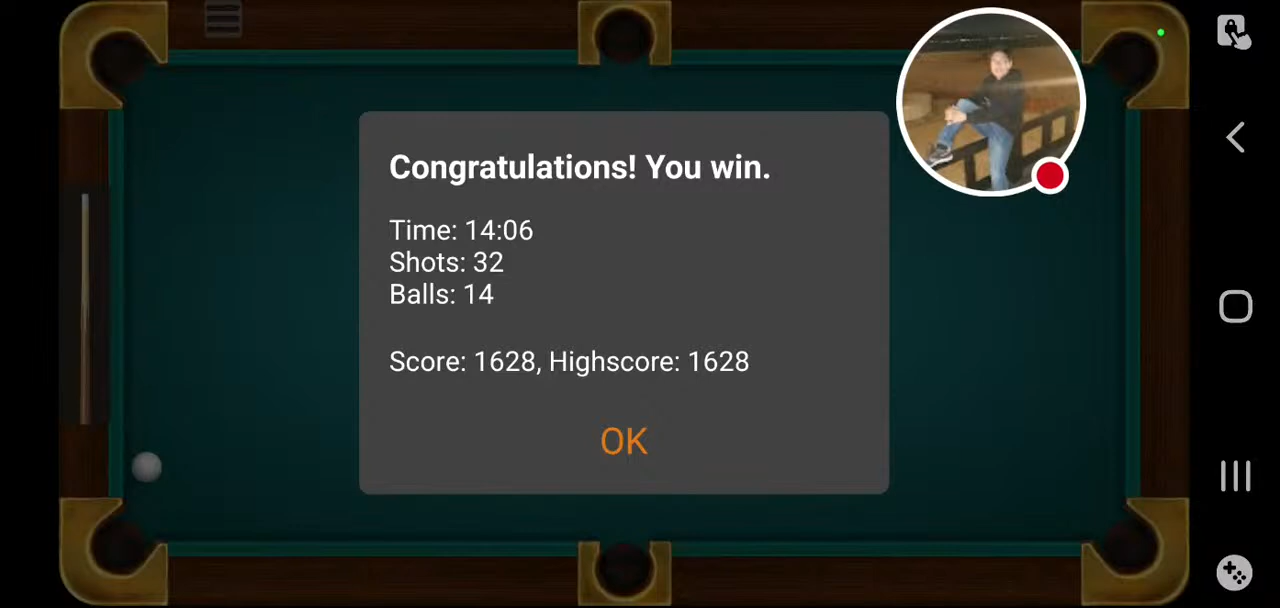 Congratulations! You win.
Time: 14:06
Shots: 32
Balls: 14
Score: 1628, Highscore: 1628
OK